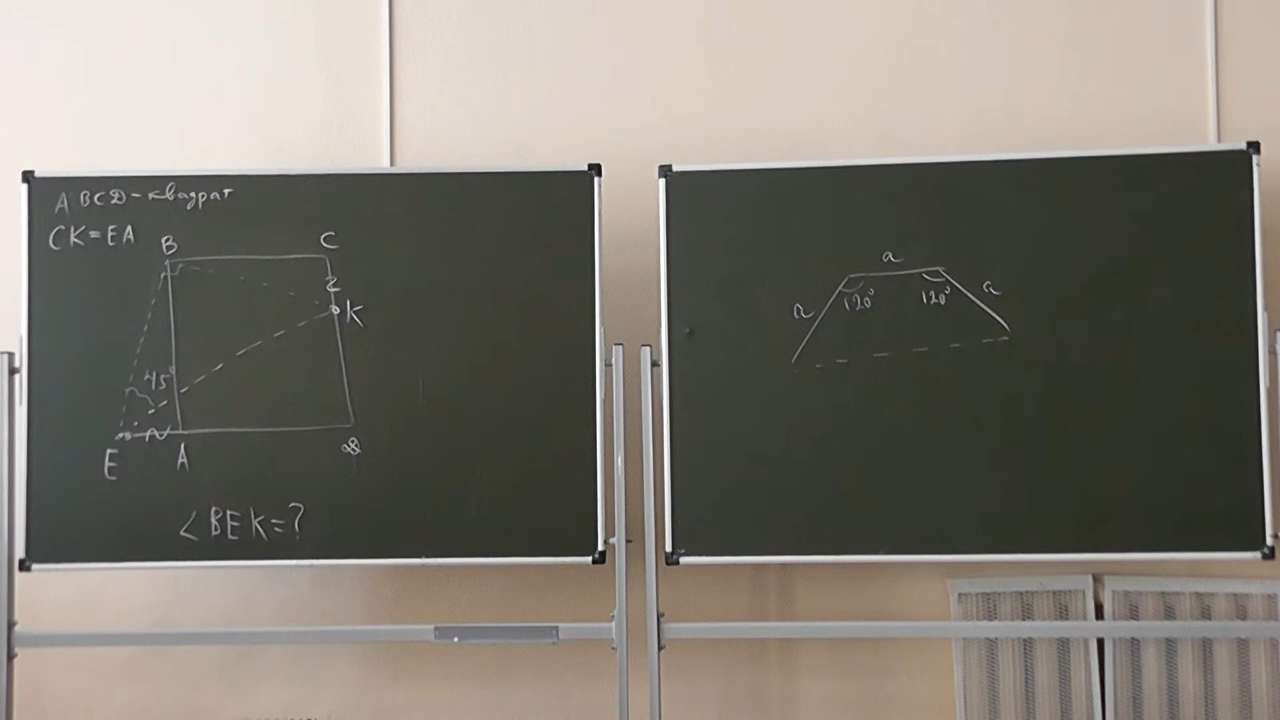 ABCD - квадрат
CK = EA
B
C
K
45°
E
A
D
∠BEK = ?
a
a
120°
120°
a